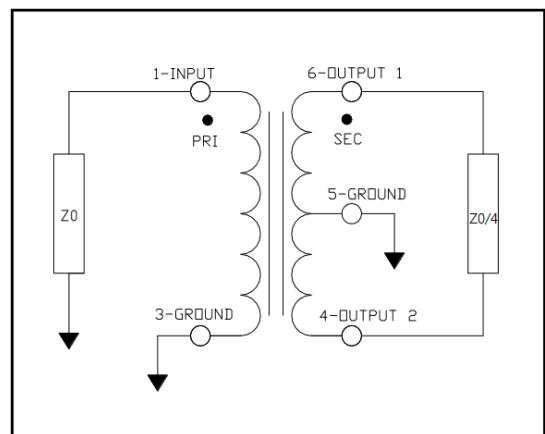 1-INPUT
6-OUTPUT 1
PRI
SEC
5-GROUND
Z0
Z0/4
3-GROUND
4-OUTPUT 2